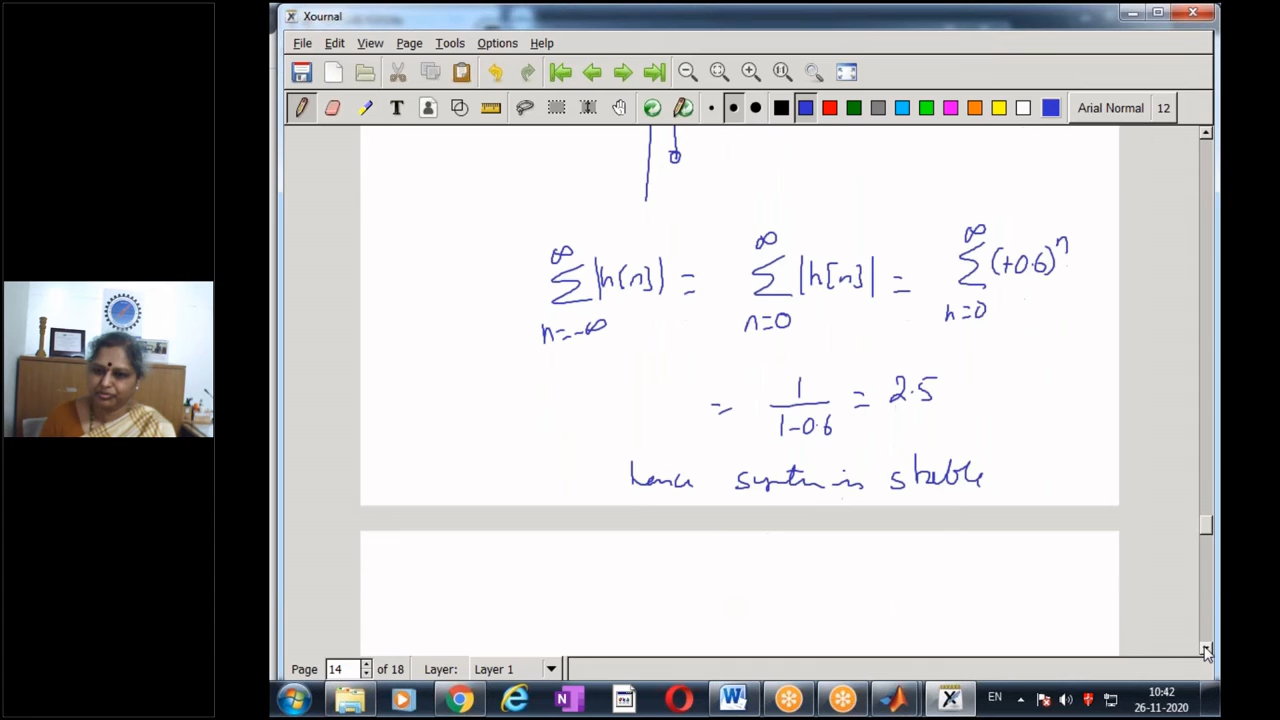 Xournal
File Edit View Page Tools Options Help
Arial Normal 12
∞ ∑ n=-∞ |h[n]| = ∞ ∑ n=0 |h[n]| = ∞ ∑ n=0 (+0.6)^n
= 1/(1-0.6) = 2.5
hence system is stable
Page 14 of 18 Layer: Layer 1
EN 10:42
26-11-2020